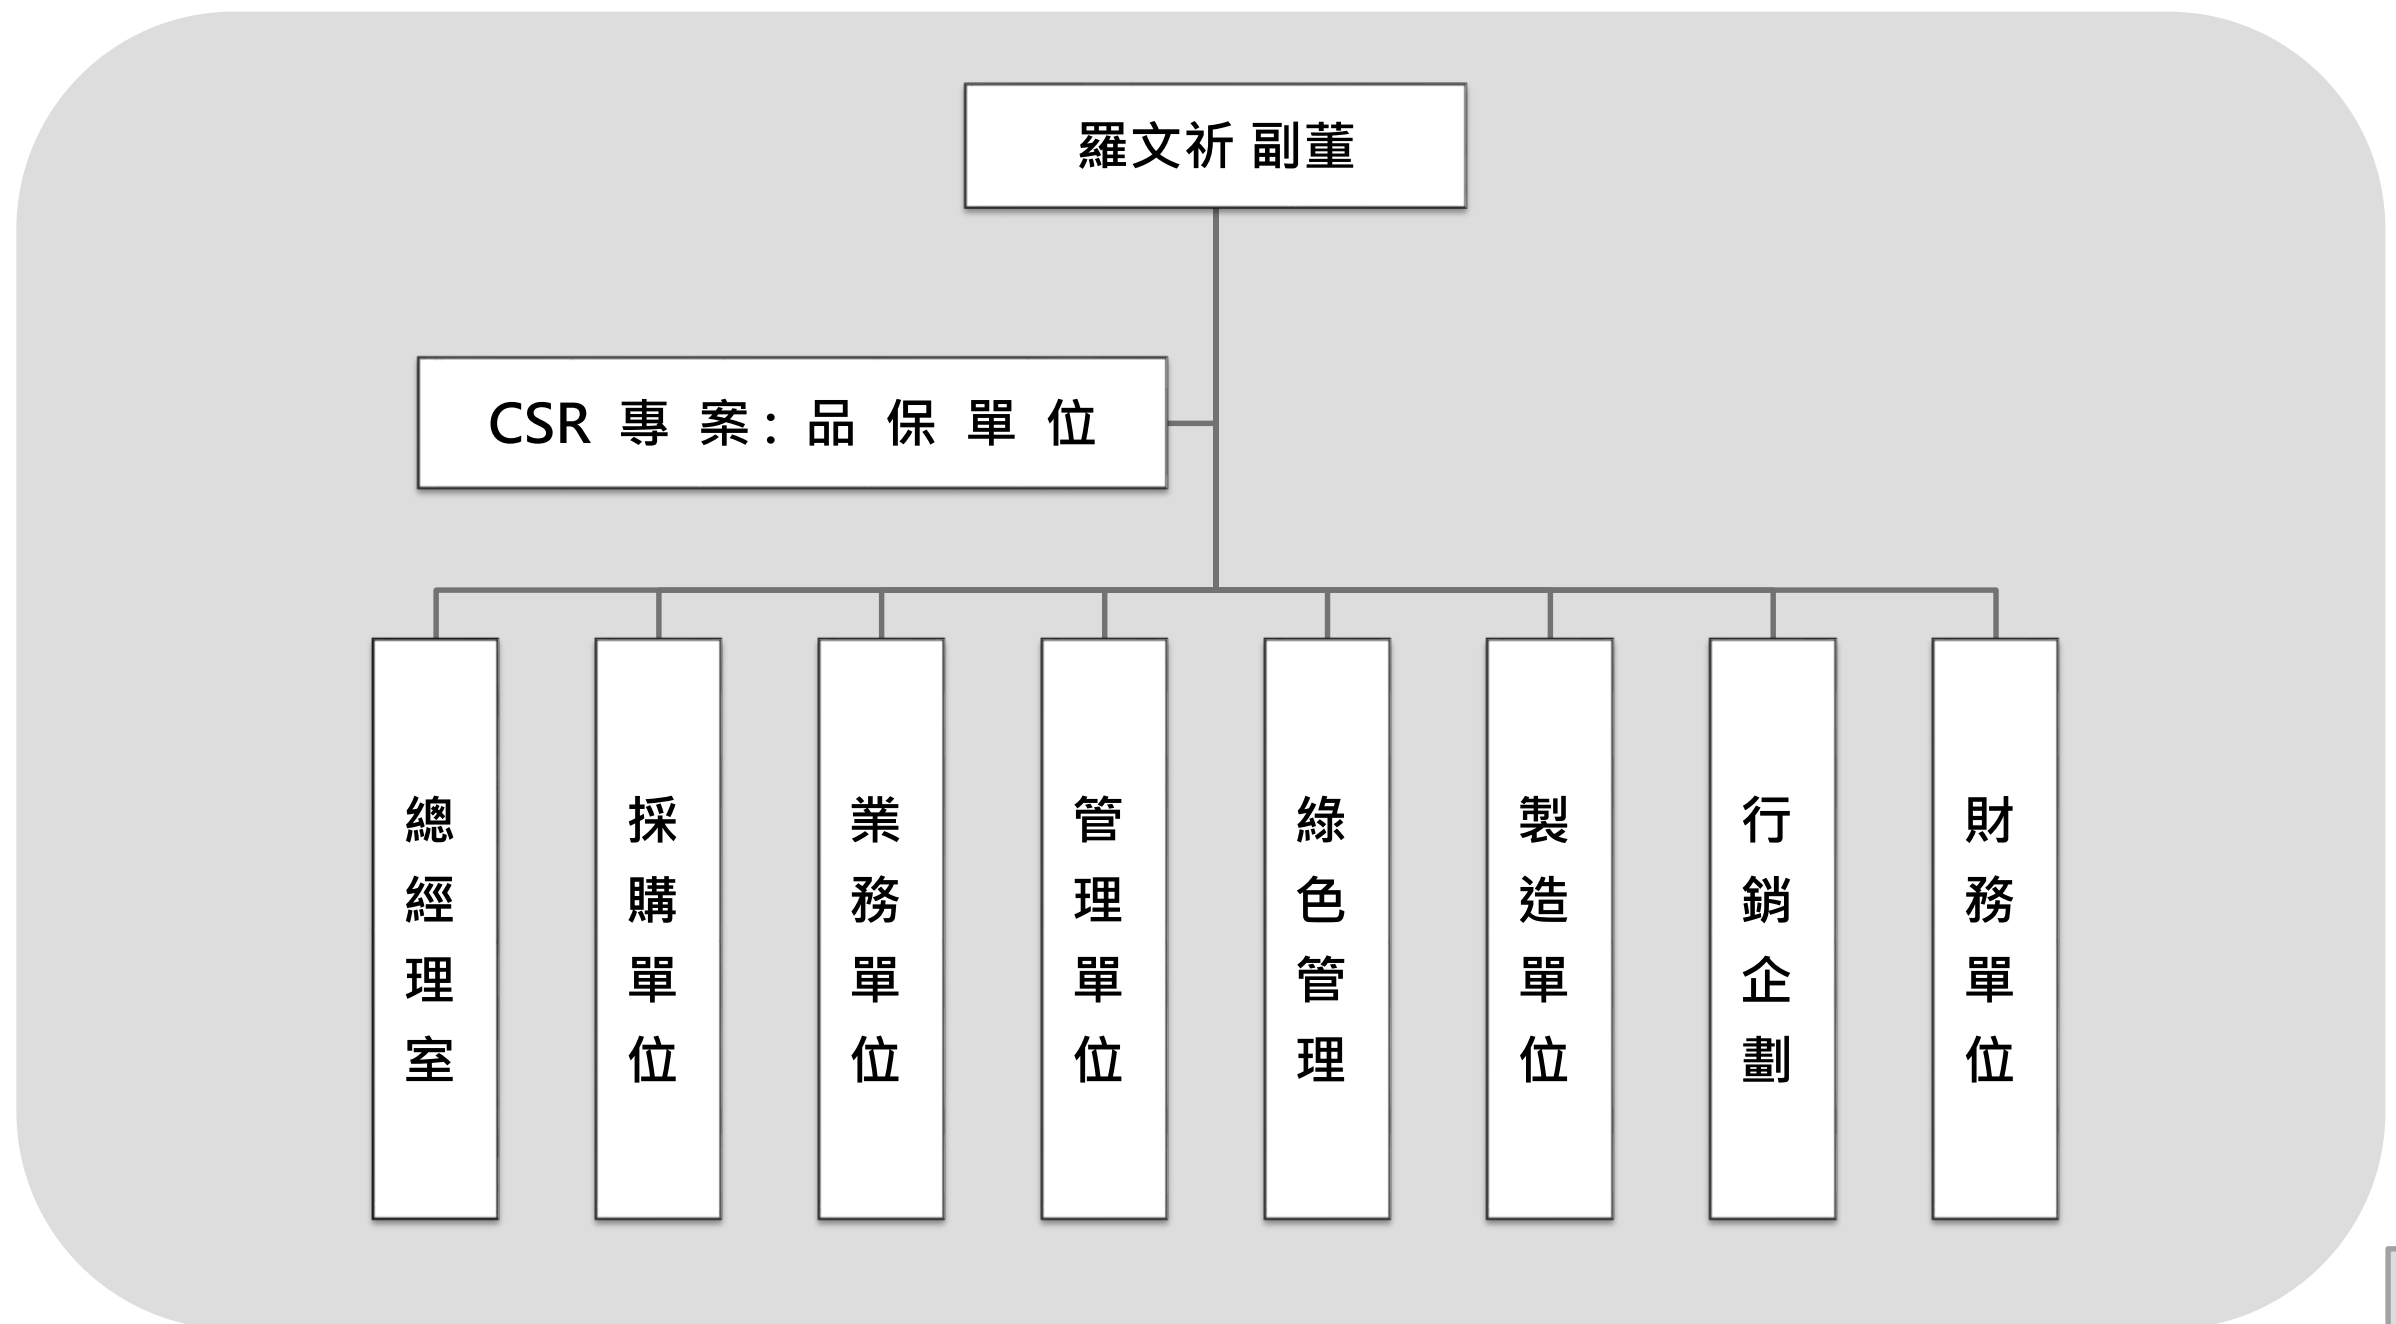 羅文祈 副董
CSR 專 案: 品 保 單 位
總經理室
採購單位
業務單位
管理單位
綠色管理
製造單位
行銷企劃
財務單位